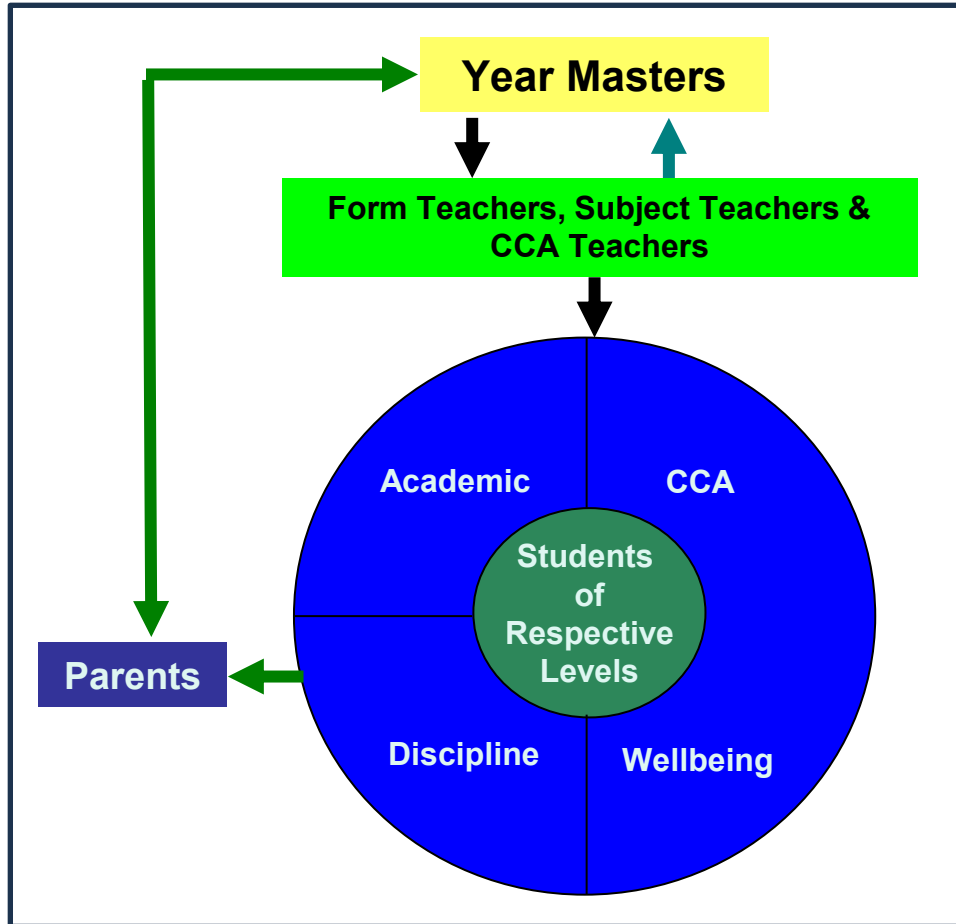 Year Masters
Form Teachers, Subject Teachers &
CCA Teachers
Academic
CCA
Students
of
Respective
Levels
Parents
Discipline
Wellbeing